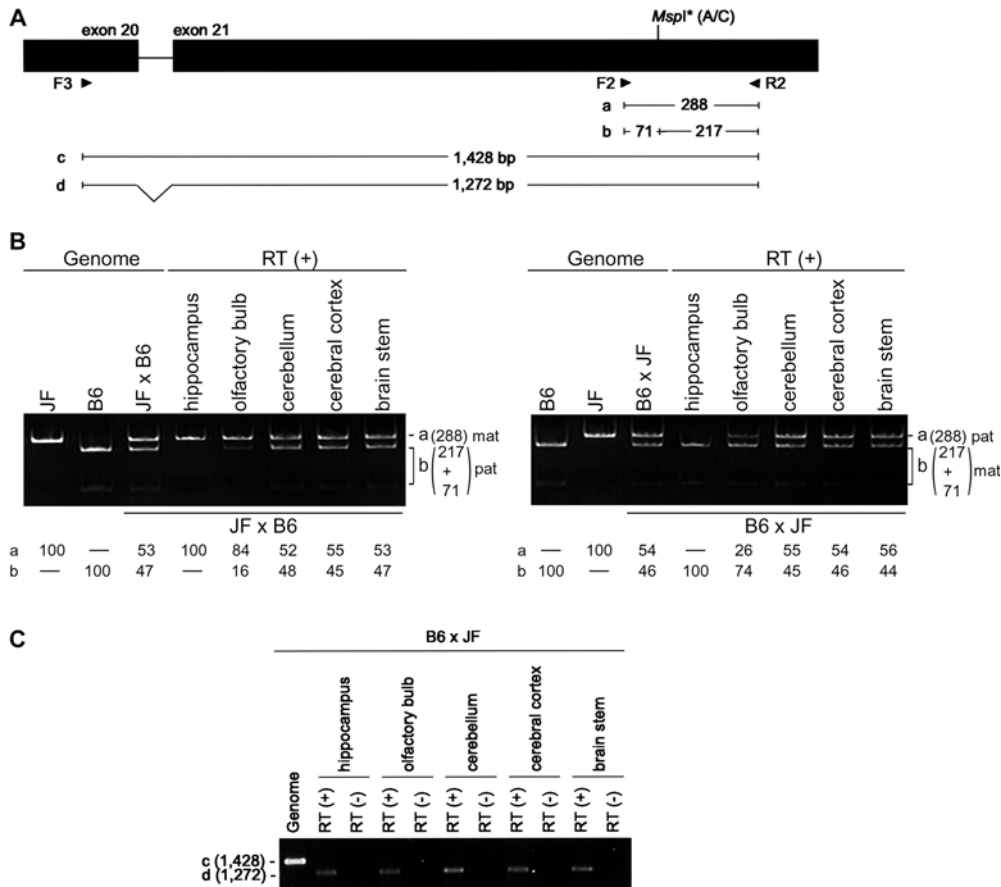 A
MspI* (A/C)
exon 20 exon 21
F3 F2 R2
a 288
b 71 217
c 1,428 bp
d 1,272 bp
B
Genome RT (+)
JF
B6
JF x B6
hippocampus
olfactory bulb
cerebellum
cerebral cortex
brain stem
- a (288) mat
b (217 + 71) pat
JF x B6
a 100 — 53 100 84 52 55 53
b — 100 47 — 16 48 45 47
Genome RT (+)
B6
JF
B6 x JF
hippocampus
olfactory bulb
cerebellum
cerebral cortex
brain stem
- a (288) pat
b (217 + 71) mat
B6 x JF
a — 100 54 — 26 55 54 56
b 100 — 46 100 74 45 46 44
C
B6 x JF
hippocampus
olfactory bulb
cerebellum
cerebral cortex
brain stem
Genome
RT (+)
RT (-)
RT (+)
RT (-)
RT (+)
RT (-)
RT (+)
RT (-)
RT (+)
RT (-)
c (1,428) -
d (1,272) -